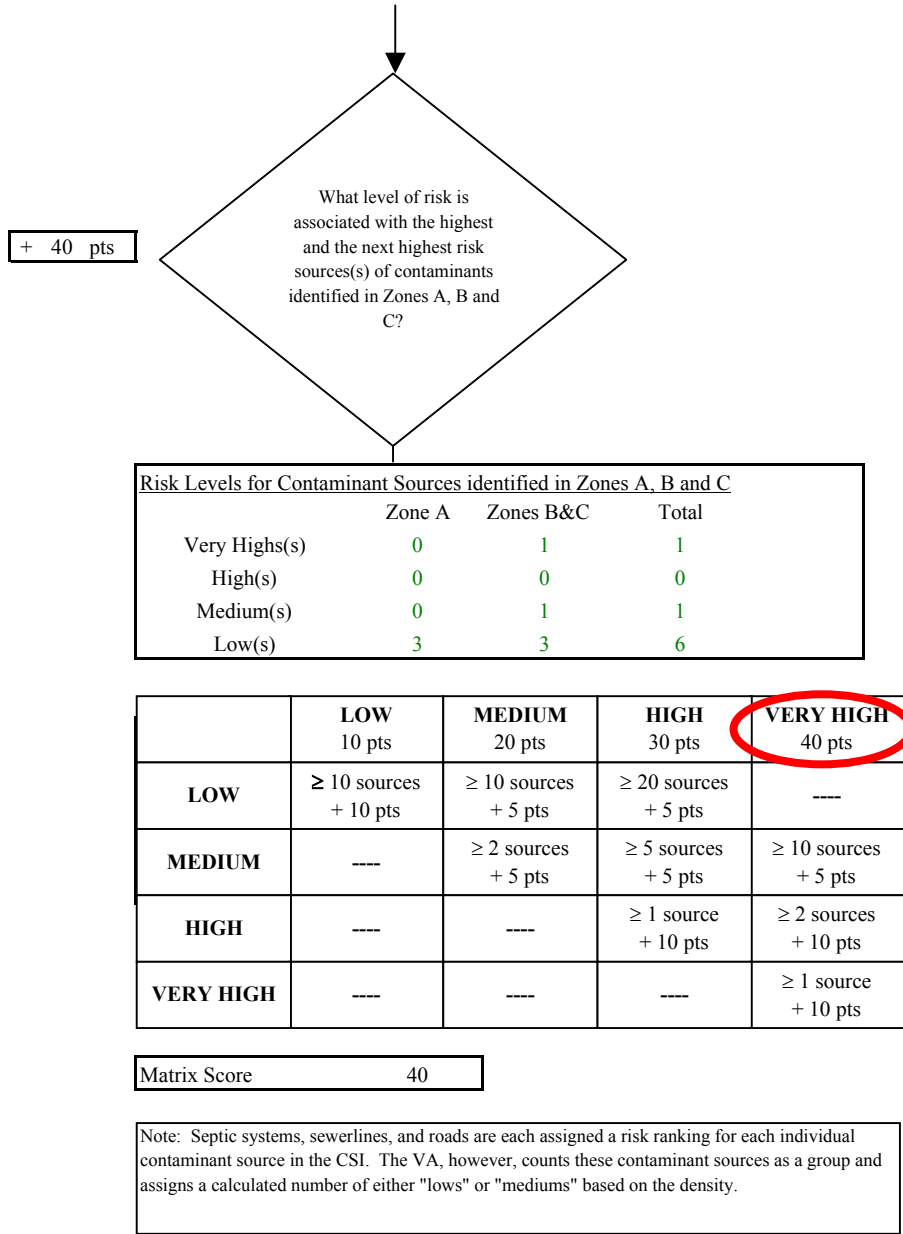 What level of risk is
associated with the highest
and the next highest risk
sources(s) of contaminants
identified in Zones A, B and
C?
+ 40 pts
Risk Levels for Contaminant Sources identified in Zones A, B and C
Zone A Zones B&C Total
Very Highs(s) 0 1 1
High(s) 0 0 0
Medium(s) 0 1 1
Low(s) 3 3 6
LOW MEDIUM HIGH VERY HIGH
10 pts 20 pts 30 pts 40 pts
LOW ≥ 10 sources ≥ 10 sources ≥ 20 sources ----
+ 10 pts + 5 pts + 5 pts
MEDIUM ---- ≥ 2 sources ≥ 5 sources ≥ 10 sources
+ 5 pts + 5 pts + 5 pts
HIGH ---- ---- ≥ 1 source ≥ 2 sources
+ 10 pts + 10 pts
VERY HIGH ---- ---- ---- ≥ 1 source
+ 10 pts
Matrix Score 40
Note: Septic systems, sewerlines, and roads are each assigned a risk ranking for each individual
contaminant source in the CSI. The VA, however, counts these contaminant sources as a group and
assigns a calculated number of either "lows" or "mediums" based on the density.